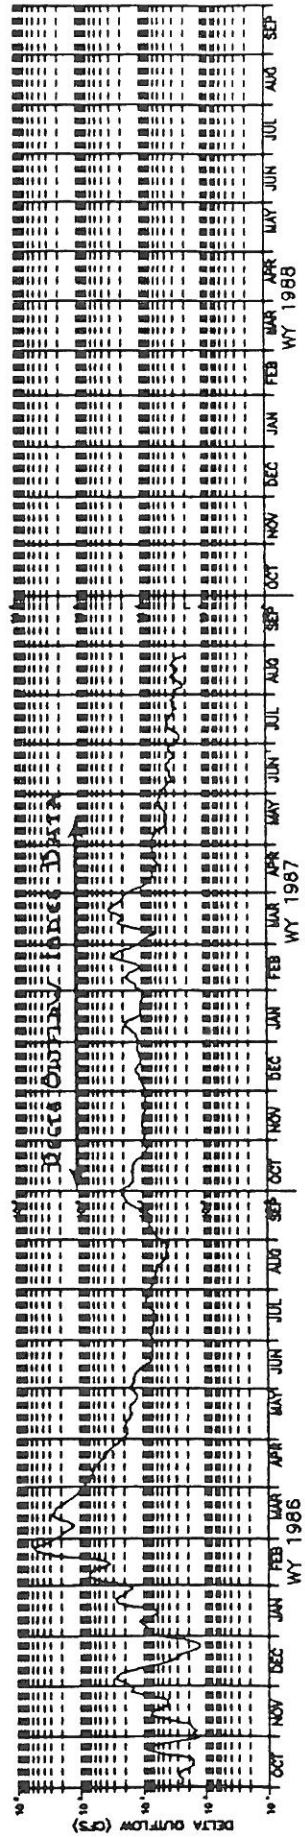 DELTA OUTFLOW (CFS)
DELTA OUTFLOW INDEX DATA
OCT NOV DEC JAN FEB MAR APR MAY JUN JUL AUG SEP OCT NOV DEC JAN FEB MAR APR MAY JUN JUL AUG SEP OCT NOV DEC JAN FEB MAR APR MAY JUN JUL AUG SEP
WY 1986 WY 1987 WY 1988